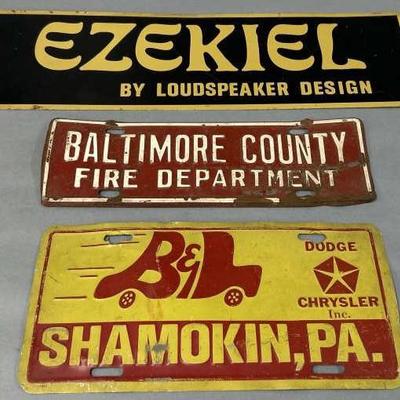 EZEKIEL
BY LOUDSPEAKER DESIGN
BALTIMORE COUNTY
FIRE DEPARTMENT
B&L
DODGE
CHRYSLER
Inc.
SHAMOKIN, PA.